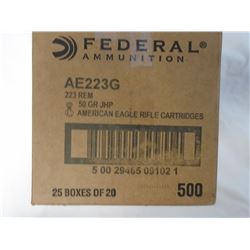 FEDERAL
AMMUNITION
AE223G
223 REM
50 GR JHP
AMERICAN EAGLE RIFLE CARTRIDGES
5 00 29465 09102 1
25 BOXES OF 20
500